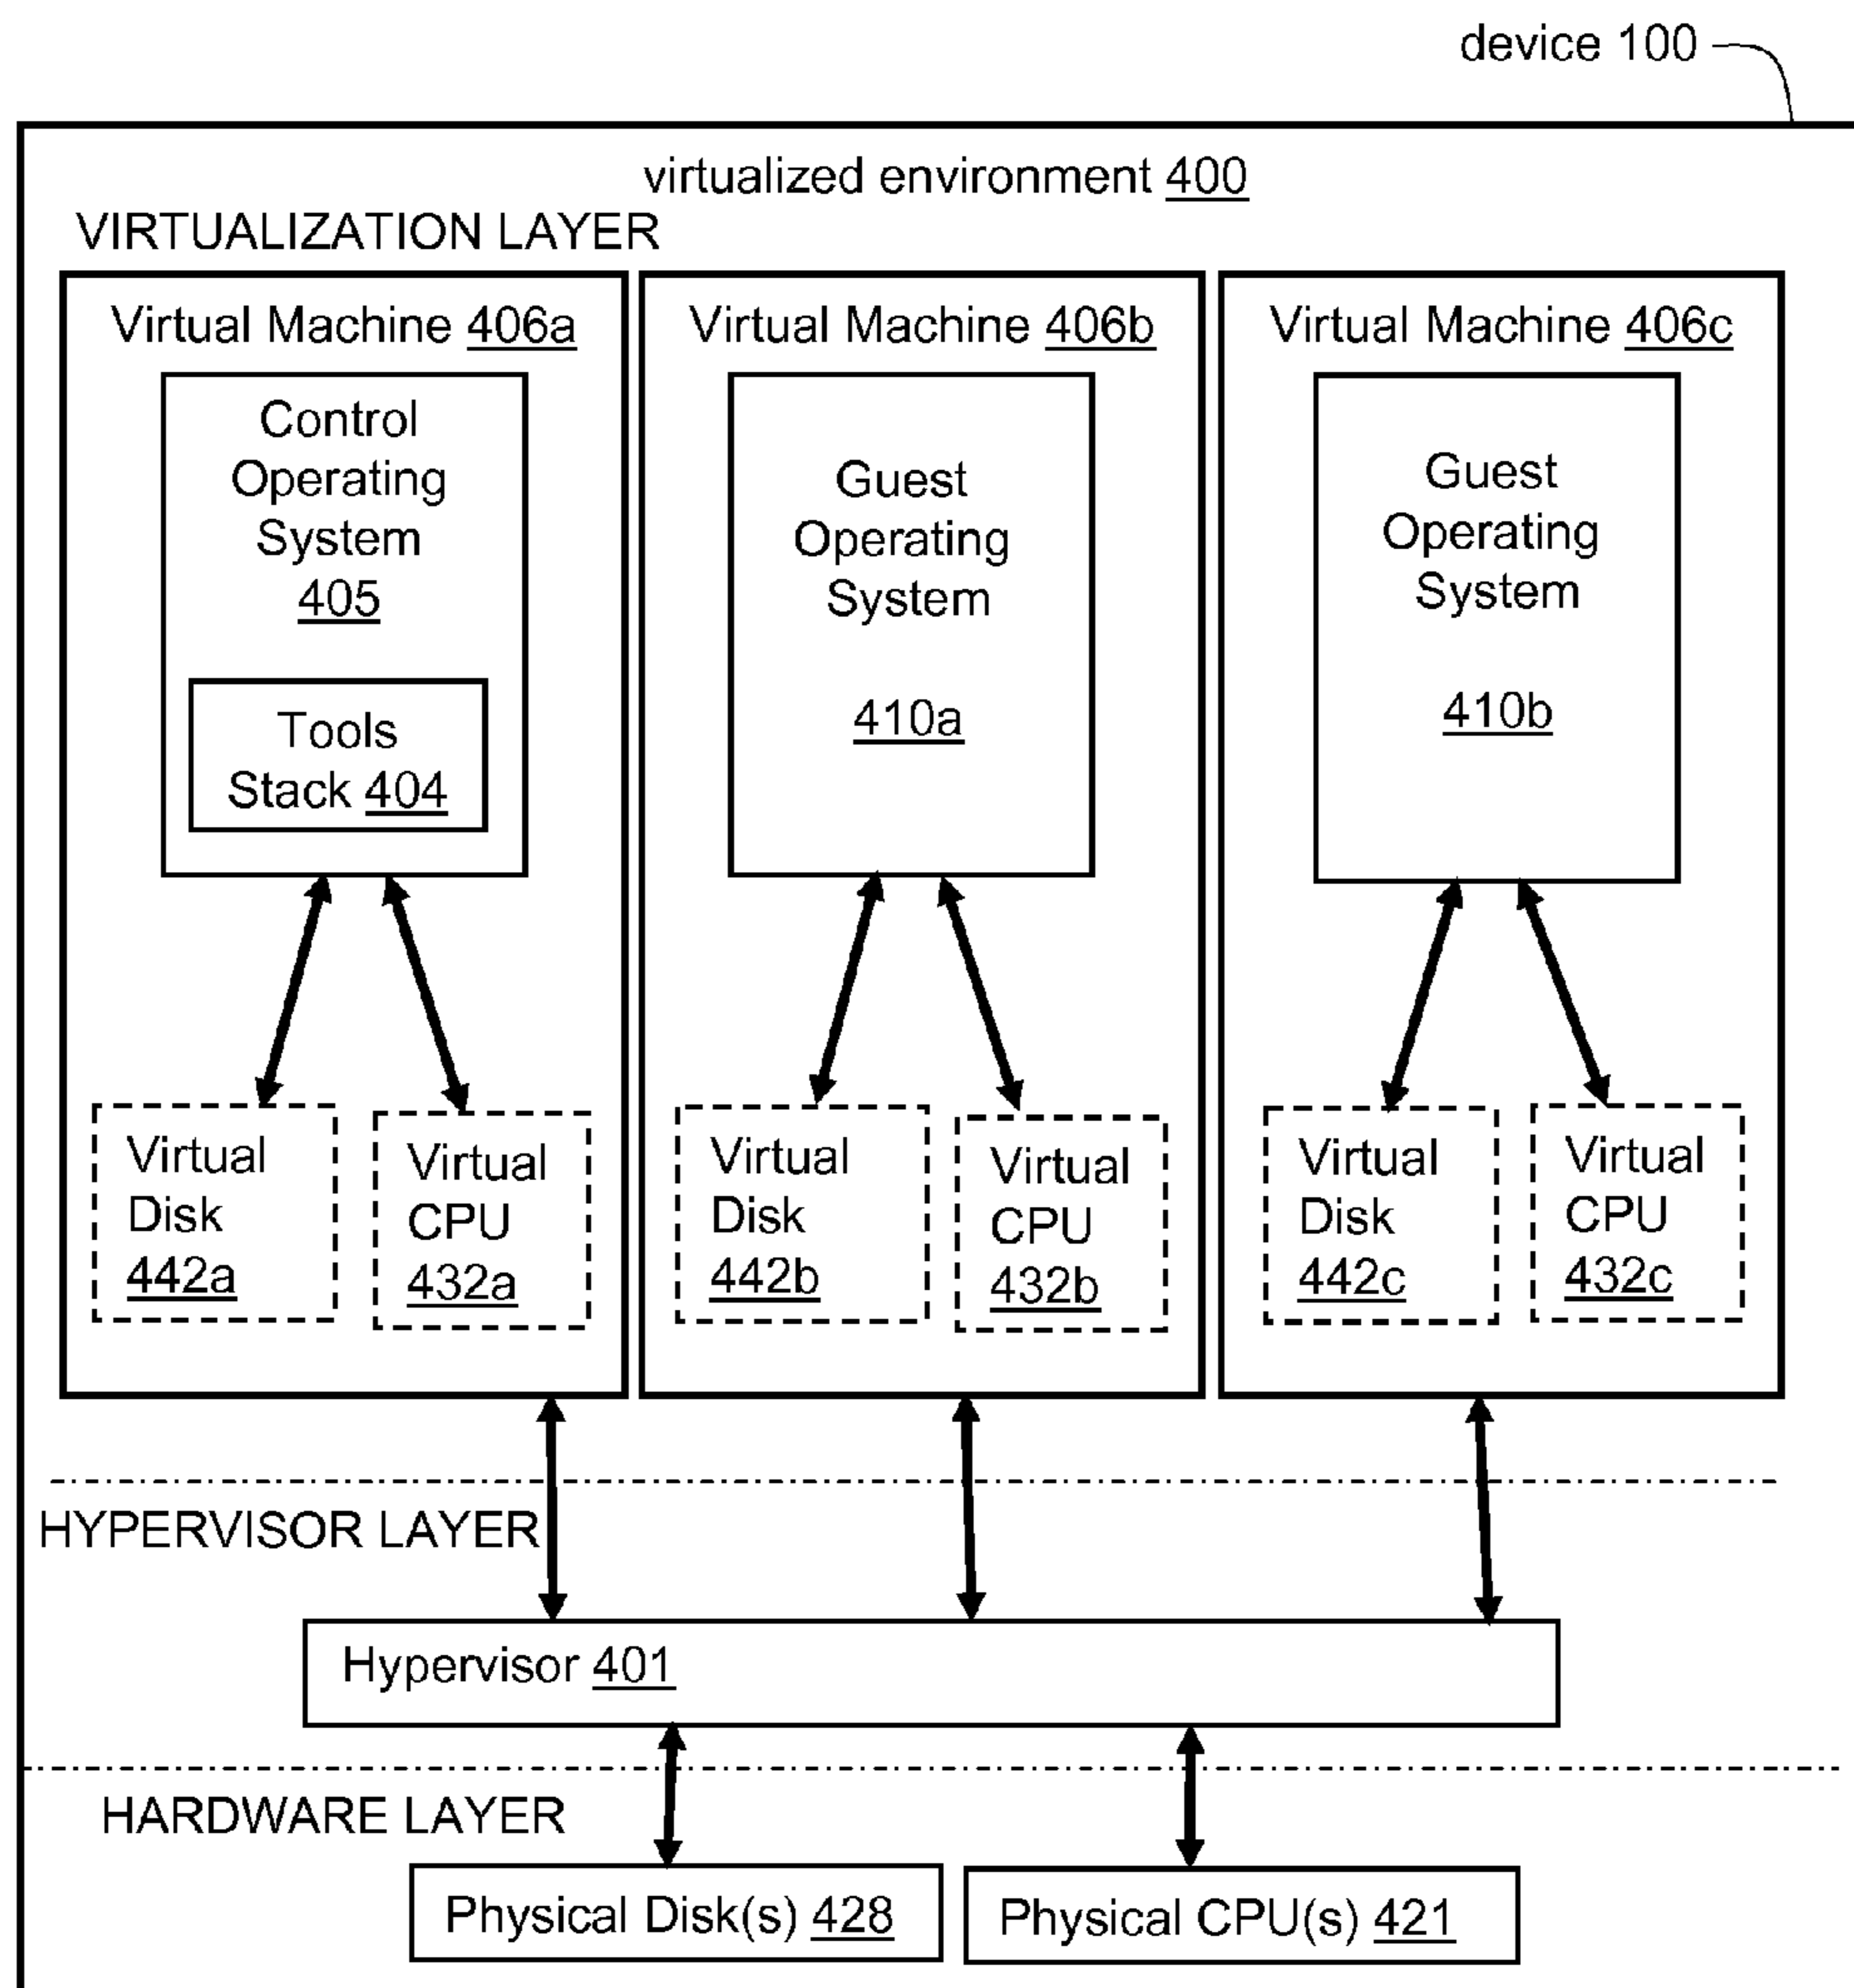 device 100
virtualized environment 400
VIRTUALIZATION LAYER
Virtual Machine 406a
Control
Operating
System
405
Tools
Stack 404
Virtual
Disk
442a
Virtual
CPU
432a
Virtual Machine 406b
Guest
Operating
System
410a
Virtual
Disk
442b
Virtual
CPU
432b
Virtual Machine 406c
Guest
Operating
System
410b
Virtual
Disk
442c
Virtual
CPU
432c
HYPERVISOR LAYER
Hypervisor 401
HARDWARE LAYER
Physical Disk(s) 428
Physical CPU(s) 421